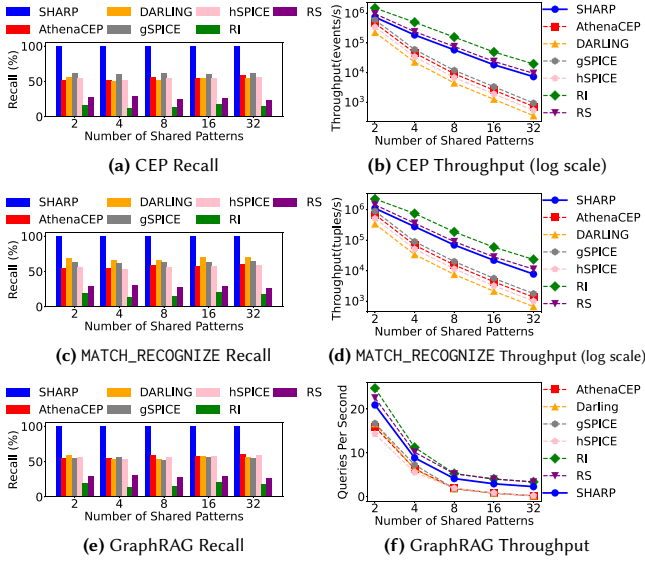 SHARP DARLING hSPICE RS
AthenaCEP gSPICE RI
Recall (%)
100
50
0
2 4 8 16 32
Number of Shared Patterns
(a) CEP Recall
Throughput(events/s)
10^6
10^5
10^4
10^3
2 4 8 16 32
Number of Shared Patterns
SHARP
AthenaCEP
DARLING
gSPICE
hSPICE
RI
RS
(b) CEP Throughput (log scale)
SHARP DARLING hSPICE RS
AthenaCEP gSPICE RI
Recall (%)
100
50
0
2 4 8 16 32
Number of Shared Patterns
(c) MATCH_RECOGNIZE Recall
Throughput(tuples/s)
10^6
10^5
10^4
10^3
2 4 8 16 32
Number of Shared Patterns
SHARP
AthenaCEP
DARLING
gSPICE
hSPICE
RI
RS
(d) MATCH_RECOGNIZE Throughput (log scale)
SHARP DARLING hSPICE RS
AthenaCEP gSPICE RI
Recall (%)
100
50
0
2 4 8 16 32
Number of Shared Patterns
(e) GraphRAG Recall
Queries Per Second
20
10
0
2 4 8 16 32
Number of Shared Patterns
AthenaCEP
Darling
gSPICE
hSPICE
RI
RS
SHARP
(f) GraphRAG Throughput